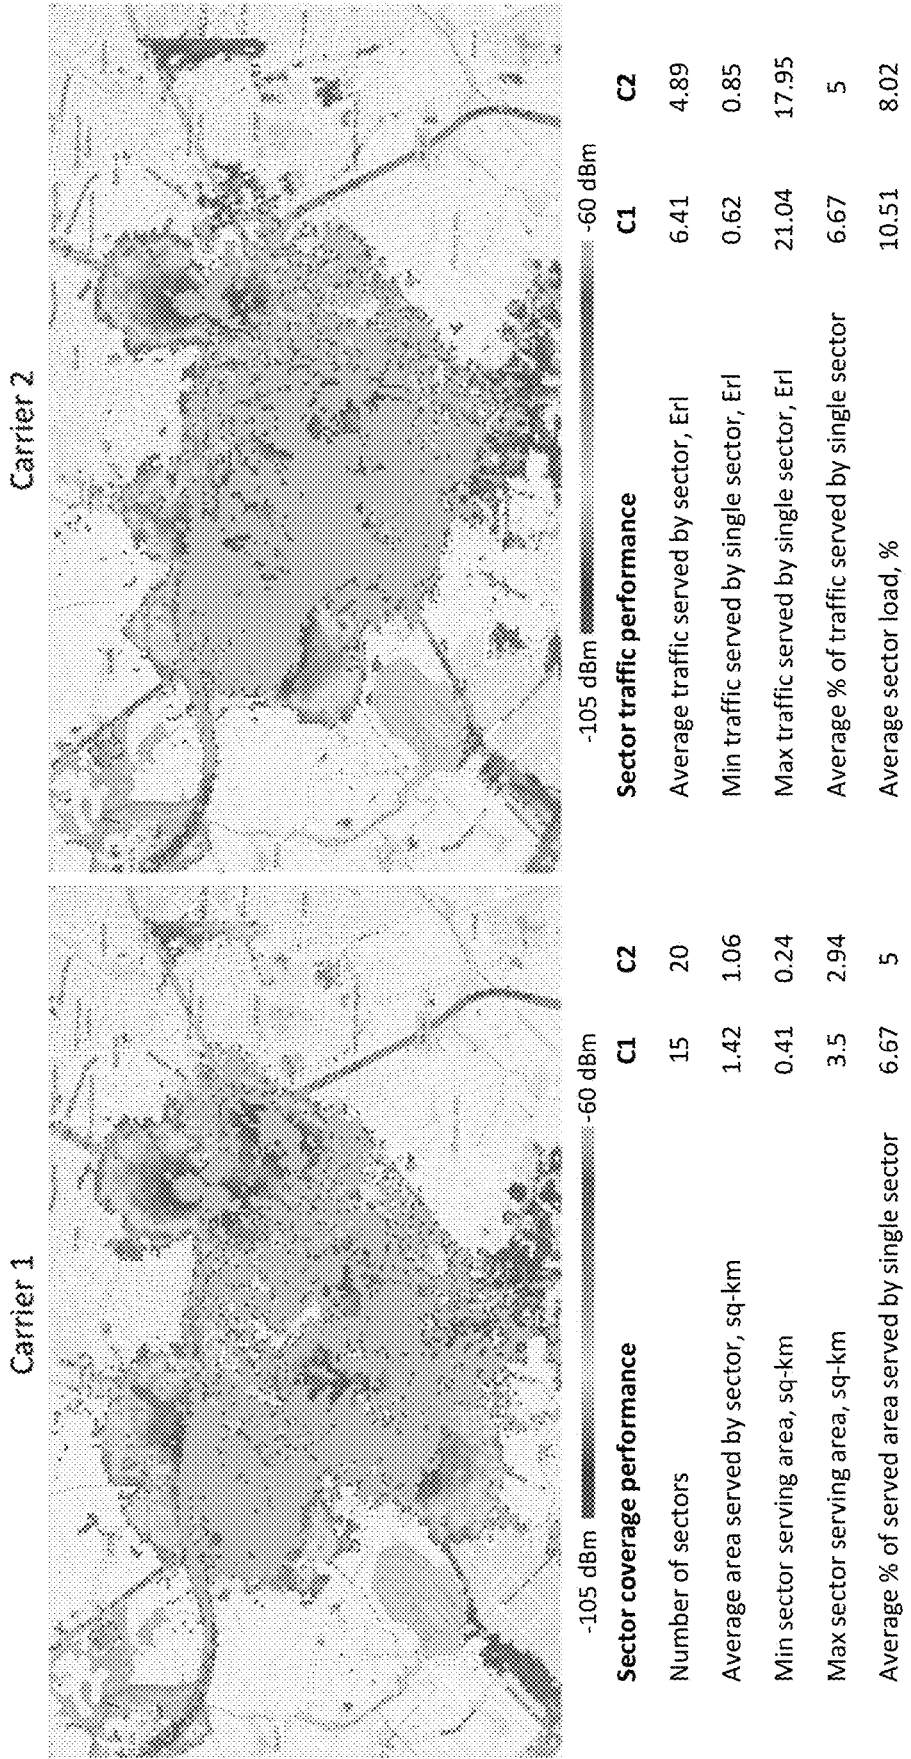 Carrier 1
Carrier 2
-105 dBm -60 dBm
-105 dBm -60 dBm
Sector coverage performance C1 C2
Number of sectors 15 20
Average area served by sector, sq-km 1.42 1.06
Min sector serving area, sq-km 0.41 0.24
Max sector serving area, sq-km 3.5 2.94
Average % of served area served by single sector 6.67 5
Sector traffic performance C1 C2
Average traffic served by sector, Erl 6.41 4.89
Min traffic served by single sector, Erl 0.62 0.85
Max traffic served by single sector, Erl 21.04 17.95
Average % of traffic served by single sector 6.67 5
Average sector load, % 10.51 8.02